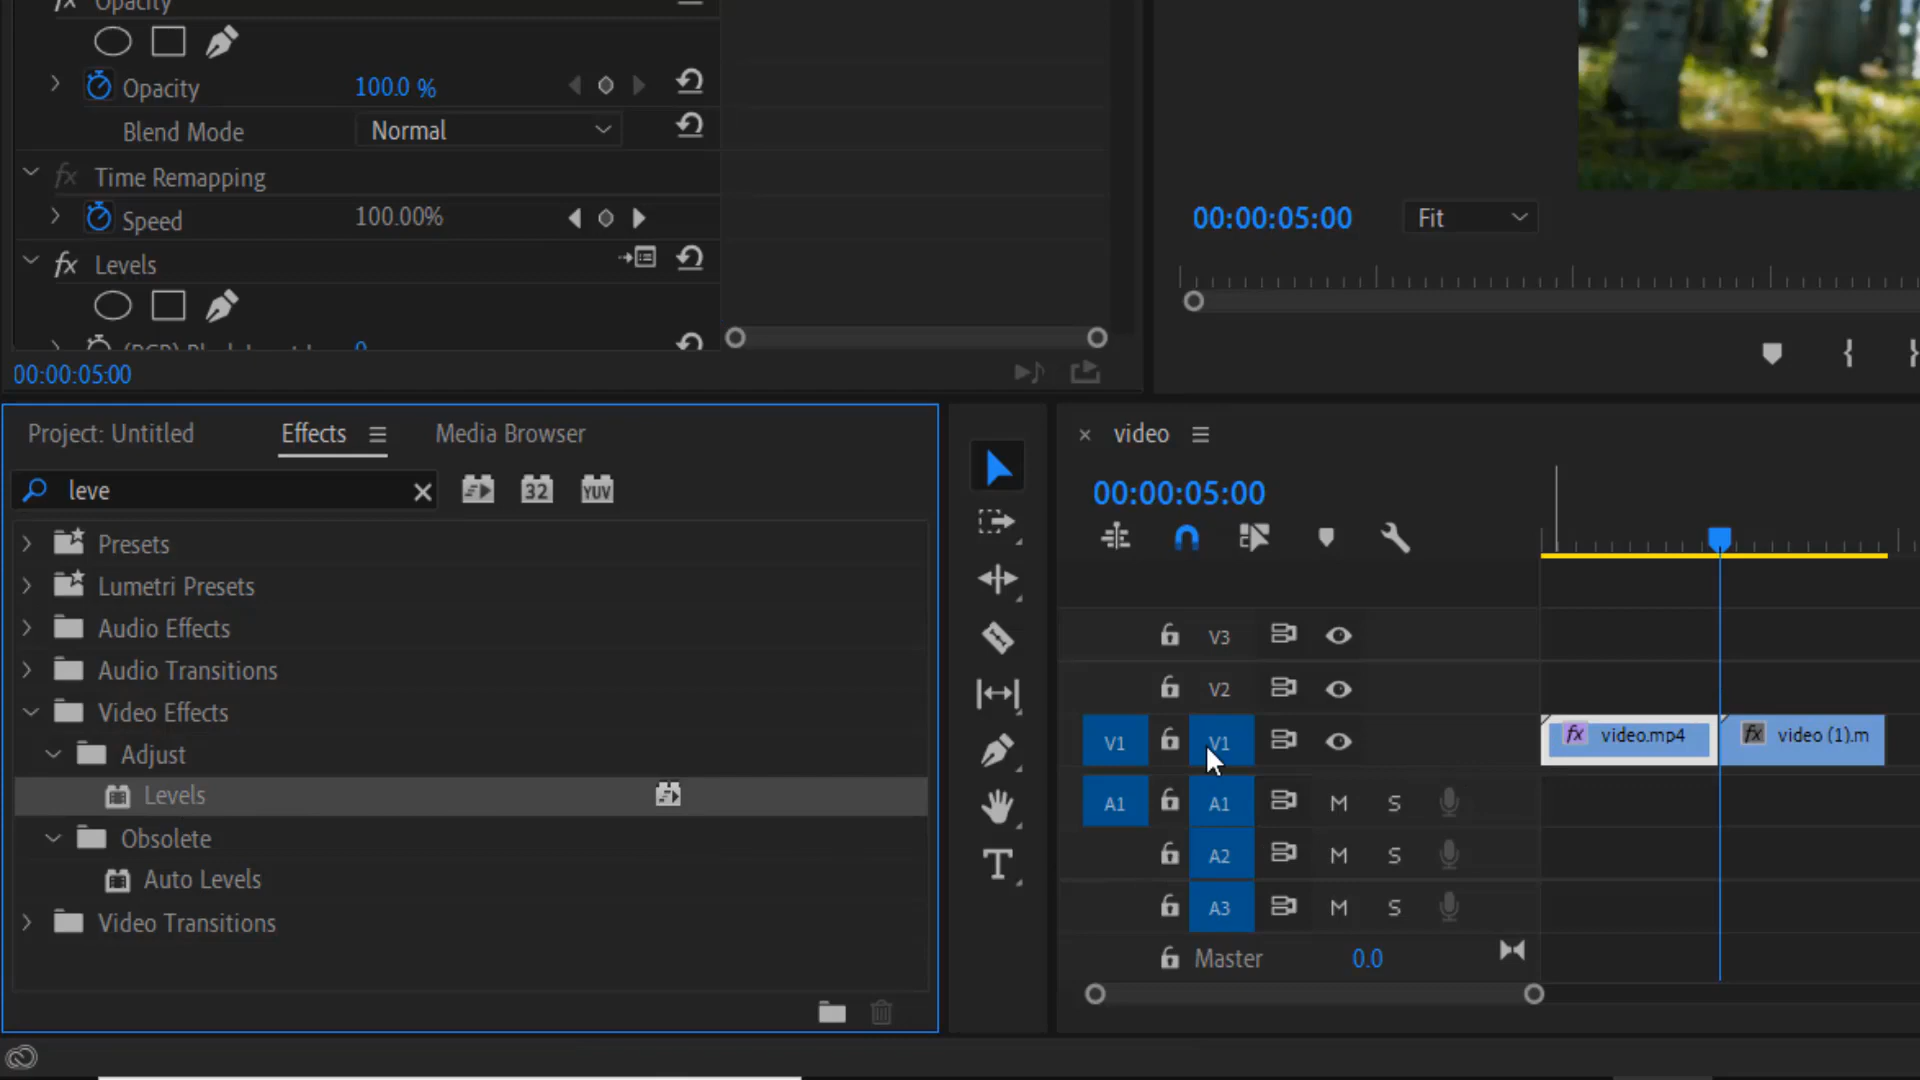 Opacity
Opacity 100.0 %
Blend Mode Normal
Time Remapping
Speed 100.00%
Levels
00:00:05:00
00:00:05:00 Fit
Project: Untitled Effects Media Browser
leve 32 YUV
Presets
Lumetri Presets
Audio Effects
Audio Transitions
Video Effects
Adjust
Levels
Obsolete
Auto Levels
Video Transitions
T
× video
00:00:05:00
V3
V2
V1 V1
fx video.mp4 fx video (1).m
A1 A1 M S
A2 M S
A3 M S
Master 0.0